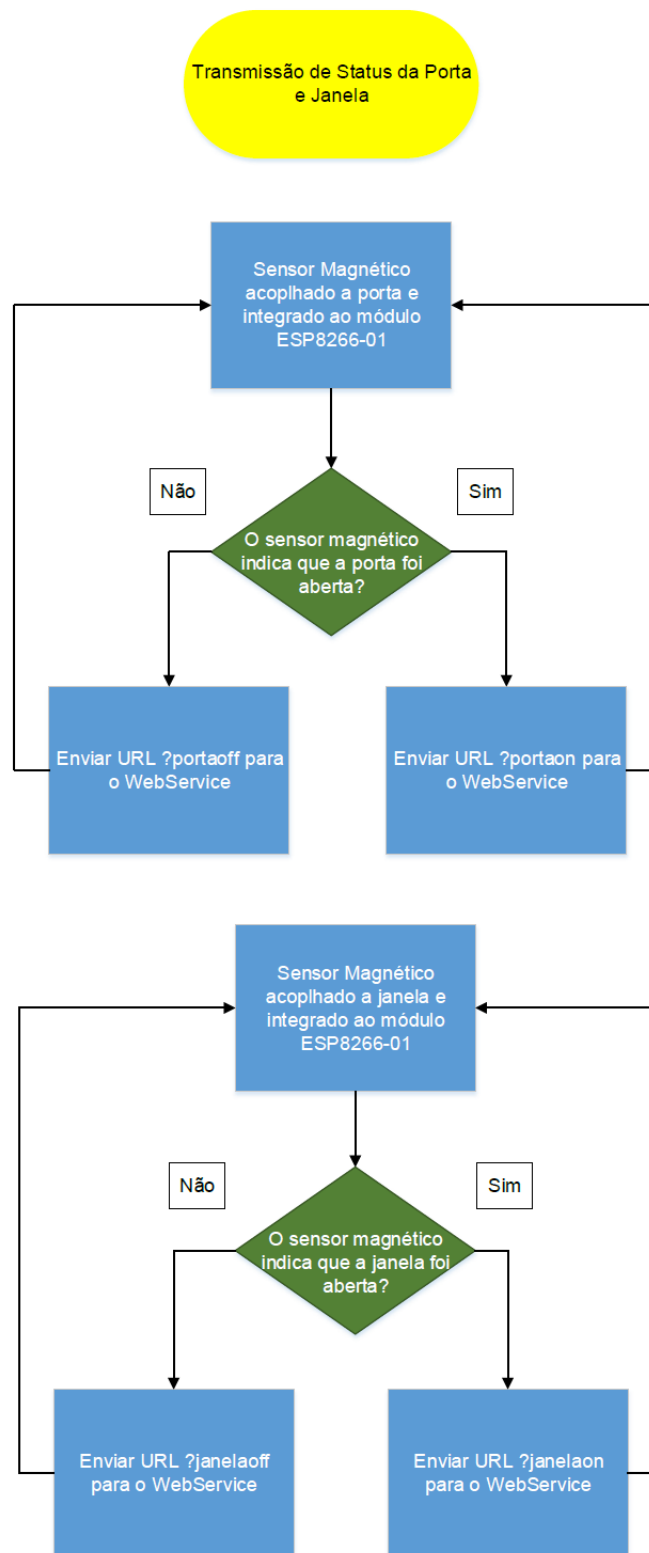 Transmissão de Status da Porta
e Janela
Sensor Magnético
acoplhado a porta e
integrado ao módulo
ESP8266-01
Não
Sim
O sensor magnético
indica que a porta foi
aberta?
Enviar URL ?portaoff para
o WebService
Enviar URL ?portaon para
o WebService
Sensor Magnético
acoplhado a janela e
integrado ao módulo
ESP8266-01
Não
Sim
O sensor magnético
indica que a janela foi
aberta?
Enviar URL ?janelaoff
para o WebService
Enviar URL ?janelaon
para o WebService